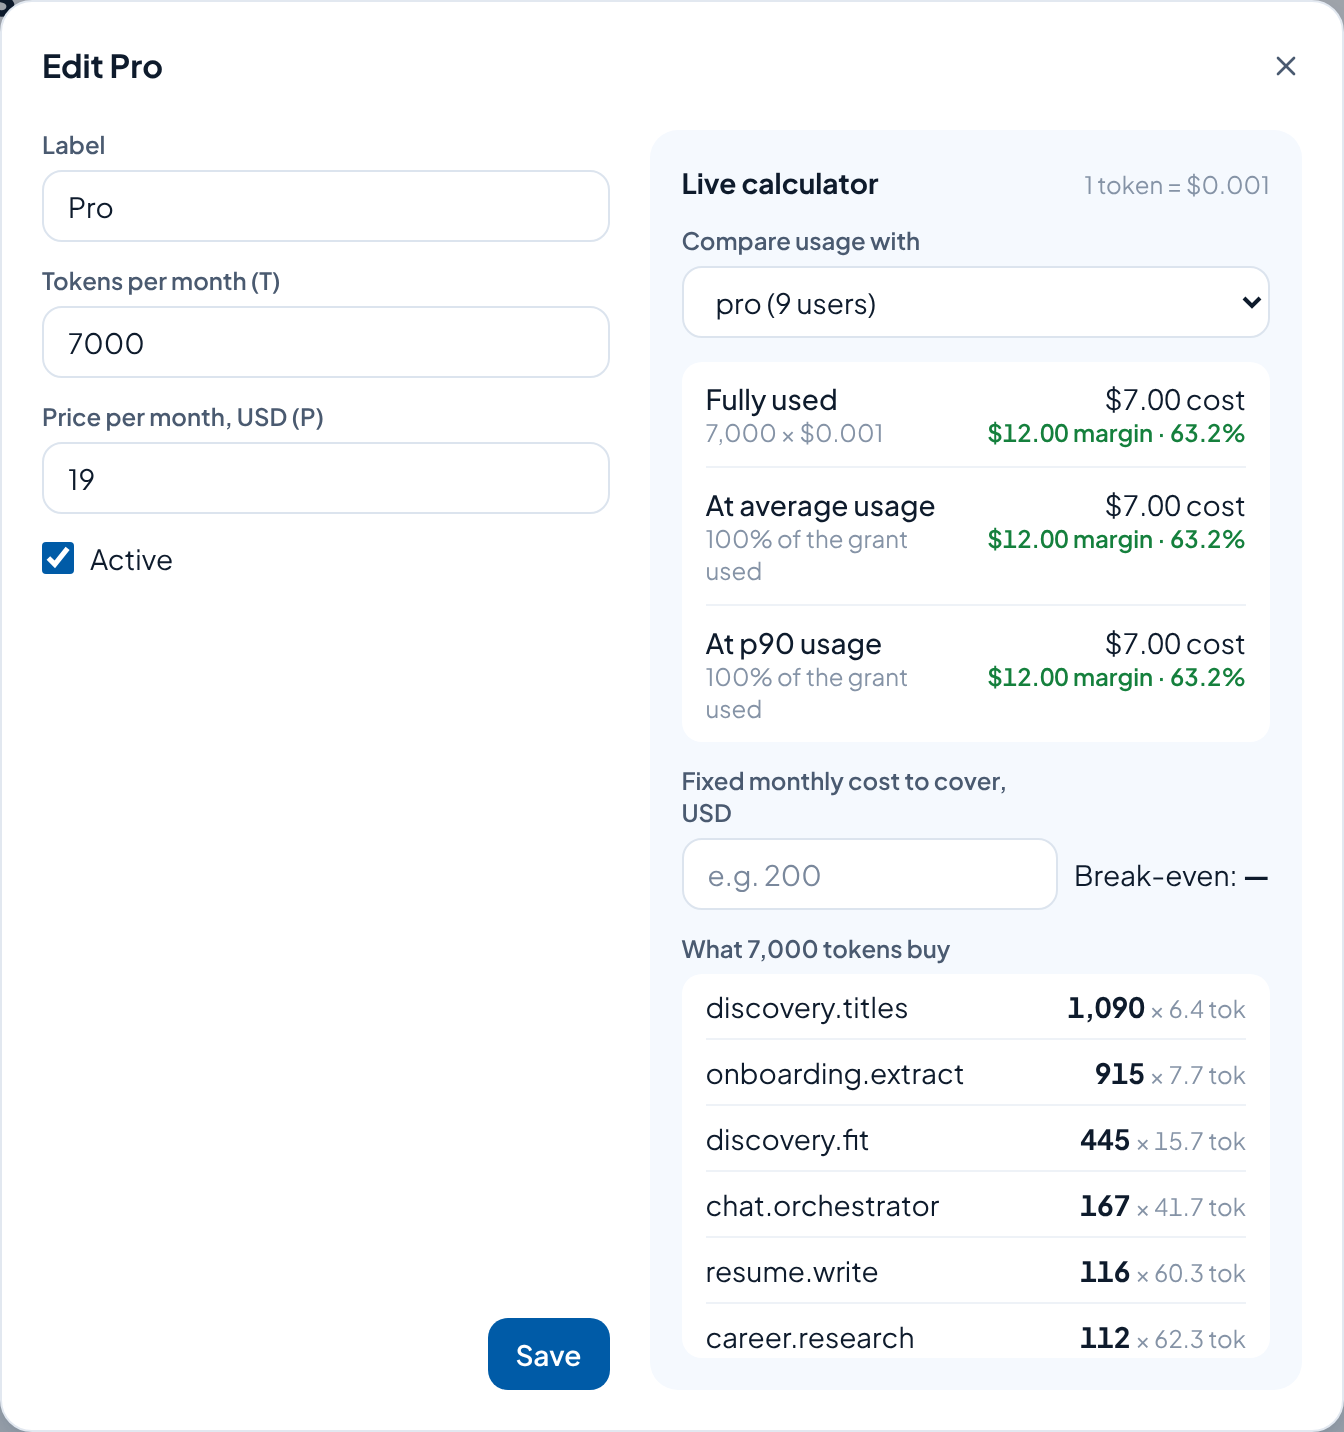 Edit Pro
Label
Pro
Tokens per month (T)
7000
Price per month, USD (P)
19
Active
Save
Live calculator
1 token = $0.001
Compare usage with
pro (9 users)
Fully used
$7.00 cost
7,000 × $0.001
$12.00 margin · 63.2%
At average usage
$7.00 cost
100% of the grant
used
$12.00 margin · 63.2%
At p90 usage
$7.00 cost
100% of the grant
used
$12.00 margin · 63.2%
Fixed monthly cost to cover,
USD
e.g. 200
Break-even: —
What 7,000 tokens buy
discovery.titles 1,090 × 6.4 tok
onboarding.extract 915 × 7.7 tok
discovery.fit 445 × 15.7 tok
chat.orchestrator 167 × 41.7 tok
resume.write 116 × 60.3 tok
career.research 112 × 62.3 tok